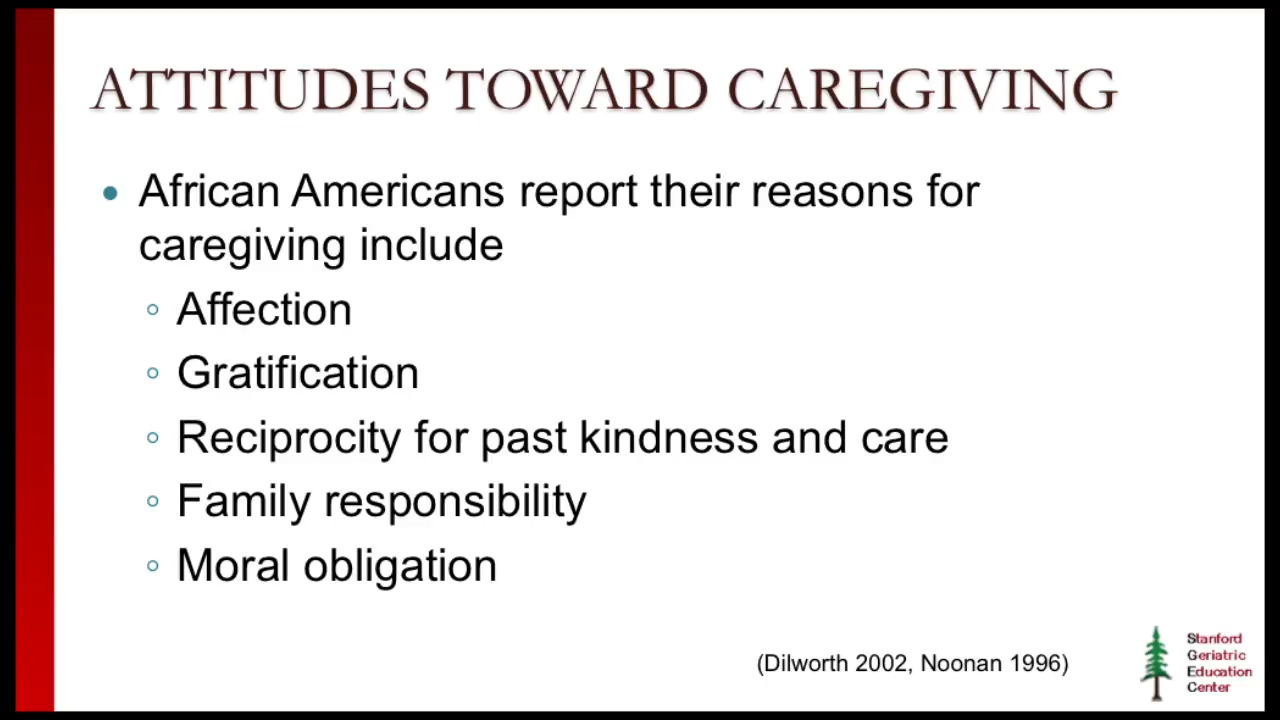 ATTITUDES TOWARD CAREGIVING
• African Americans report their reasons for
caregiving include
◦ Affection
◦ Gratification
◦ Reciprocity for past kindness and care
◦ Family responsibility
◦ Moral obligation
(Dilworth 2002, Noonan 1996)
Stanford
Geriatric
Education
Center